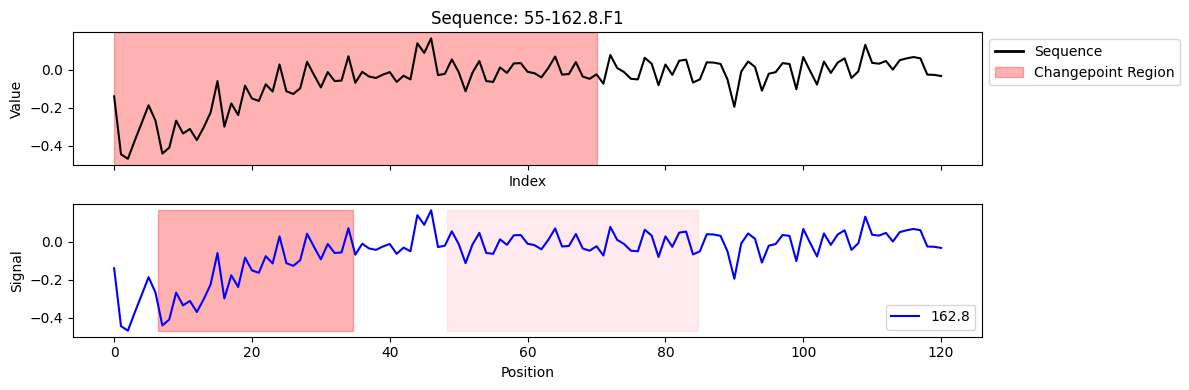 Sequence: 55-162.8.F1
Value
0.0
−0.2
−0.4
Index
Sequence
Changepoint Region
Signal
0.0
−0.2
−0.4
162.8
0 20 40 60 80 100 120
Position